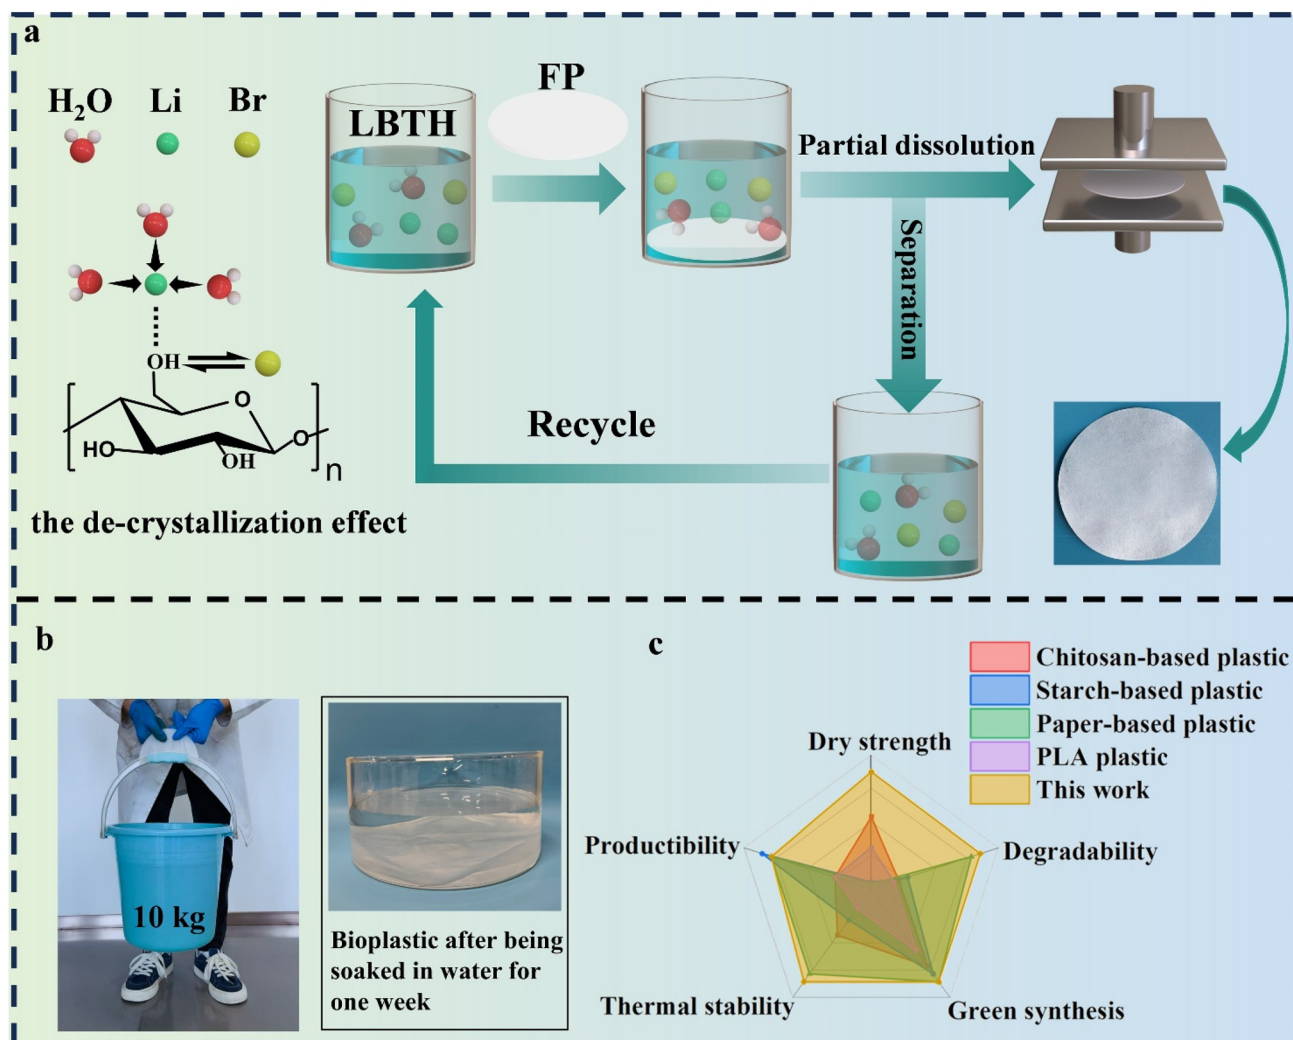 a
H₂O Li Br
LBTH
FP
Partial dissolution
Separation
OH
O
HO
OH
O
n
Recycle
the de-crystallization effect
b
10 kg
Bioplastic after being
soaked in water for
one week
c
Chitosan-based plastic
Starch-based plastic
Paper-based plastic
PLA plastic
This work
Dry strength
Productibility
Degradability
Thermal stability
Green synthesis